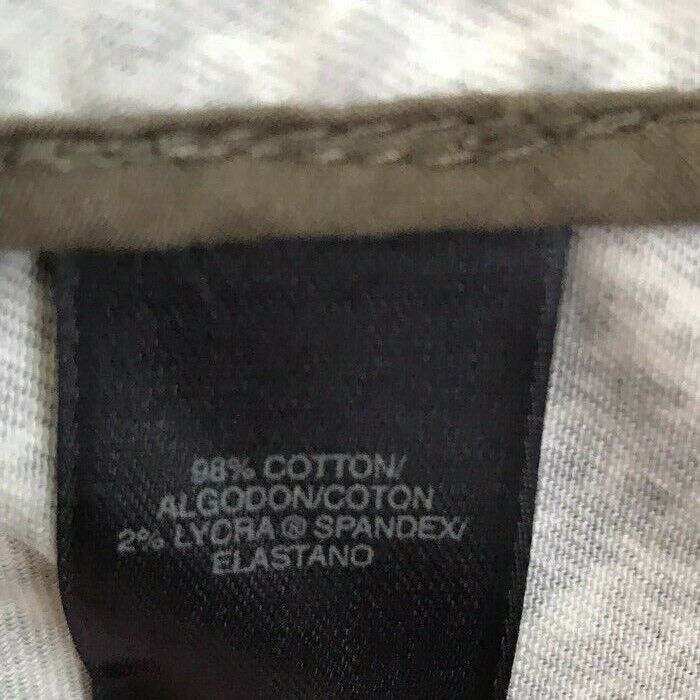 98% COTTON/
ALGODON/COTON
2% LYCRA ® SPANDEX/
ELASTANO